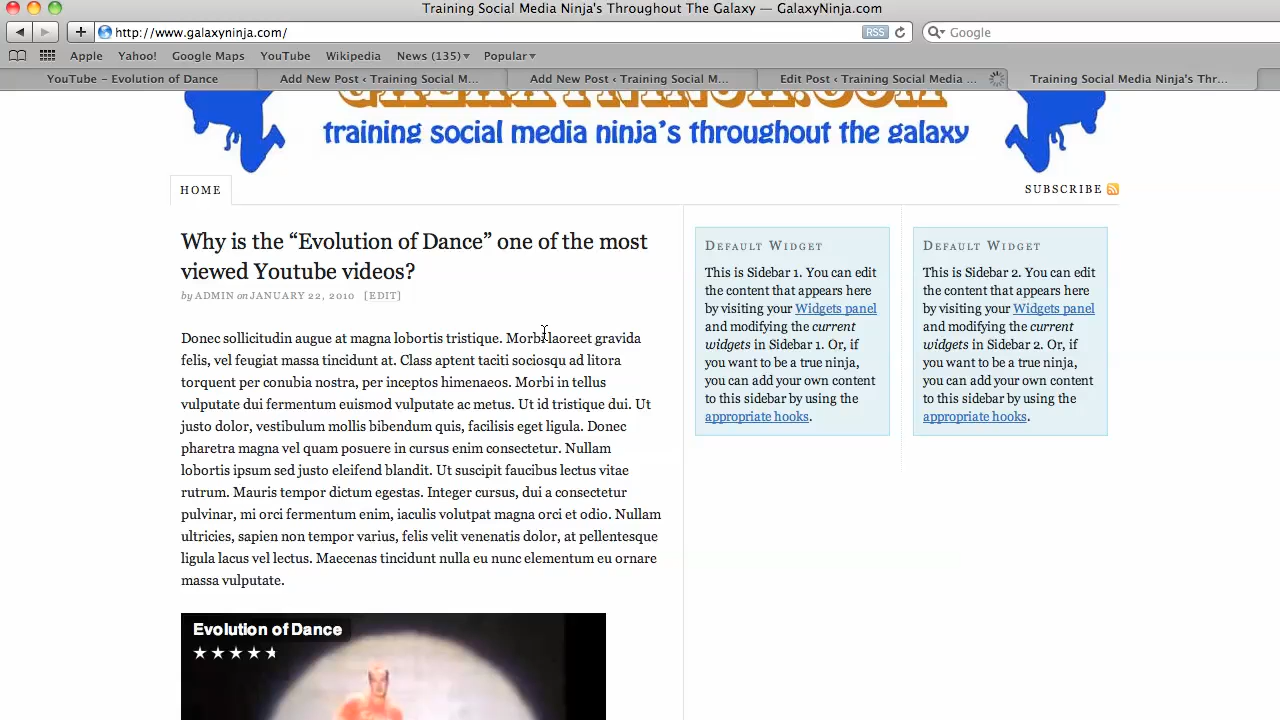 Training Social Media Ninja's Throughout The Galaxy — GalaxyNinja.com
http://www.galaxyninja.com/ RSS Google
Apple Yahoo! Google Maps YouTube Wikipedia News (135) Popular
YouTube - Evolution of Dance Add New Post ‹ Training Social M... Add New Post ‹ Training Social M... Edit Post ‹ Training Social Media ... Training Social Media Ninja's Thr...
GALAXYNINJA.COM
training social media ninja's throughout the galaxy
HOME SUBSCRIBE
Why is the “Evolution of Dance” one of the most
viewed Youtube videos?
by ADMIN on JANUARY 22, 2010 [EDIT]
Donec sollicitudin augue at magna lobortis tristique. Morbi laoreet gravida
felis, vel feugiat massa tincidunt at. Class aptent taciti sociosqu ad litora
torquent per conubia nostra, per inceptos himenaeos. Morbi in tellus
vulputate dui fermentum euismod vulputate ac metus. Ut id tristique dui. Ut
justo dolor, vestibulum mollis bibendum quis, facilisis eget ligula. Donec
pharetra magna vel quam posuere in cursus enim consectetur. Nullam
lobortis ipsum sed justo eleifend blandit. Ut suscipit faucibus lectus vitae
rutrum. Mauris tempor dictum egestas. Integer cursus, dui a consectetur
pulvinar, mi orci fermentum enim, iaculis volutpat magna orci et odio. Nullam
ultricies, sapien non tempor varius, felis velit venenatis dolor, at pellentesque
ligula lacus vel lectus. Maecenas tincidunt nulla eu nunc elementum eu ornare
massa vulputate.
Evolution of Dance
Default Widget
This is Sidebar 1. You can edit
the content that appears here
by visiting your Widgets panel
and modifying the current
widgets in Sidebar 1. Or, if
you want to be a true ninja,
you can add your own content
to this sidebar by using the
appropriate hooks.
Default Widget
This is Sidebar 2. You can edit
the content that appears here
by visiting your Widgets panel
and modifying the current
widgets in Sidebar 2. Or, if
you want to be a true ninja,
you can add your own content
to this sidebar by using the
appropriate hooks.